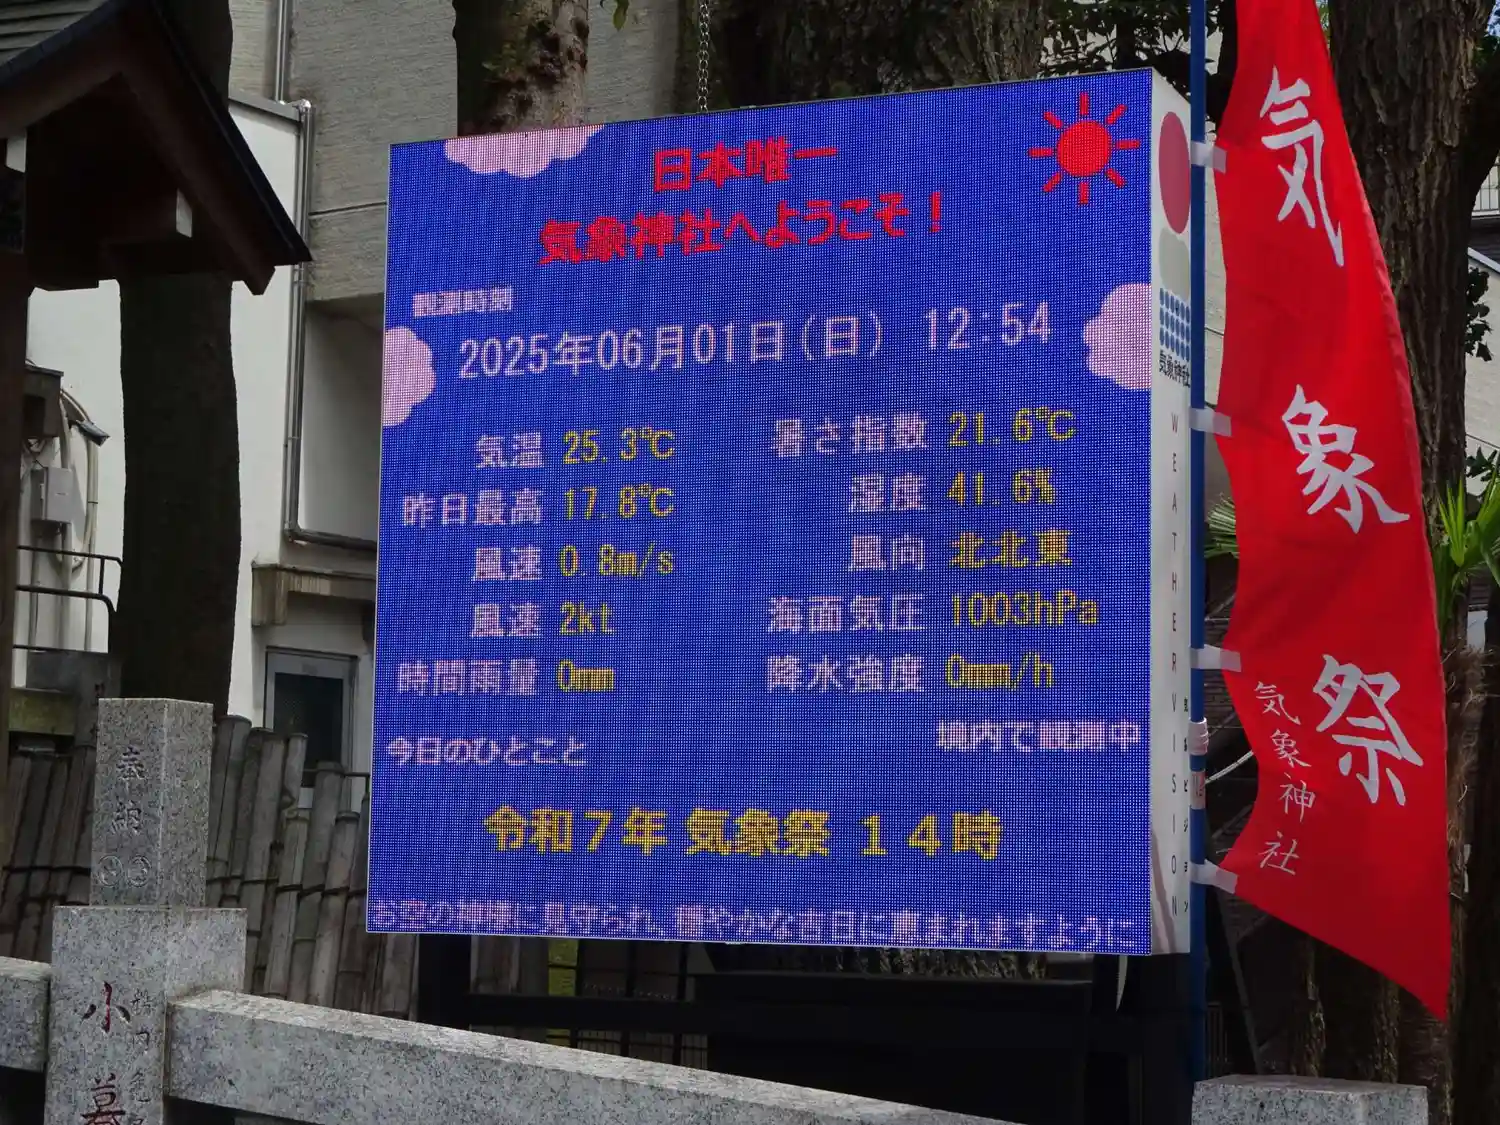 日本唯一
気象神社へようこそ！
観測時刻
2025年06月01日(日) 12:54
気温 25.3℃ 暑さ指数 21.6℃
昨日最高 17.8℃ 湿度 41.6%
風速 0.8m/s 風向 北北東
風速 2kt 海面気圧 1003hPa
時間雨量 0mm 降水強度 0mm/h
今日のひとこと 境内で観測中
令和７年 気象祭 １４時
に見守られ、穏やかな吉日に恵まれますように
気象神社
WEATHERVISION
気象祭
気象神社
奉納
小